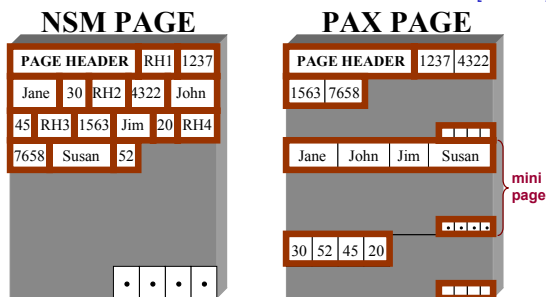 NSM PAGE
PAGE HEADER RH1 1237
Jane 30 RH2 4322 John
45 RH3 1563 Jim 20 RH4
7658 Susan 52
PAX PAGE
PAGE HEADER 1237 4322
1563 7658
Jane John Jim Susan
mini
page
30 52 45 20